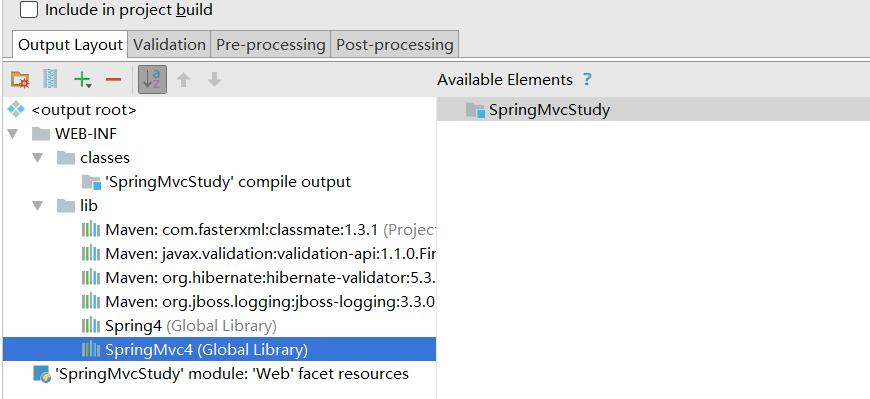 Include in project build
Output Layout Validation Pre-processing Post-processing
Available Elements ?
<output root>
SpringMvcStudy
WEB-INF
classes
'SpringMvcStudy' compile output
lib
Maven: com.fasterxml:classmate:1.3.1 (Projec
Maven: javax.validation:validation-api:1.1.0.Fir
Maven: org.hibernate:hibernate-validator:5.3.
Maven: org.jboss.logging:jboss-logging:3.3.0
Spring4 (Global Library)
SpringMvc4 (Global Library)
'SpringMvcStudy' module: 'Web' facet resources